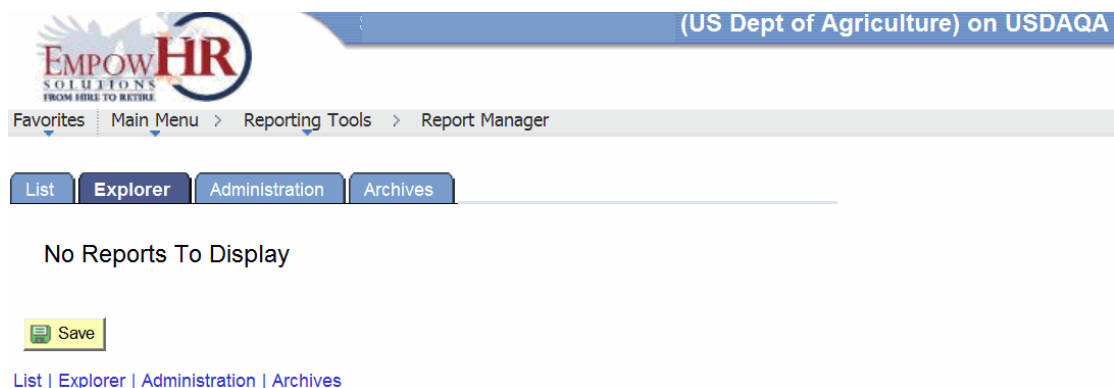 (US Dept of Agriculture) on USDAQA
EMPOWHR
SOLUTIONS
FROM HIRE TO RETIRE
Favorites Main Menu > Reporting Tools > Report Manager
List Explorer Administration Archives
No Reports To Display
Save
List | Explorer | Administration | Archives